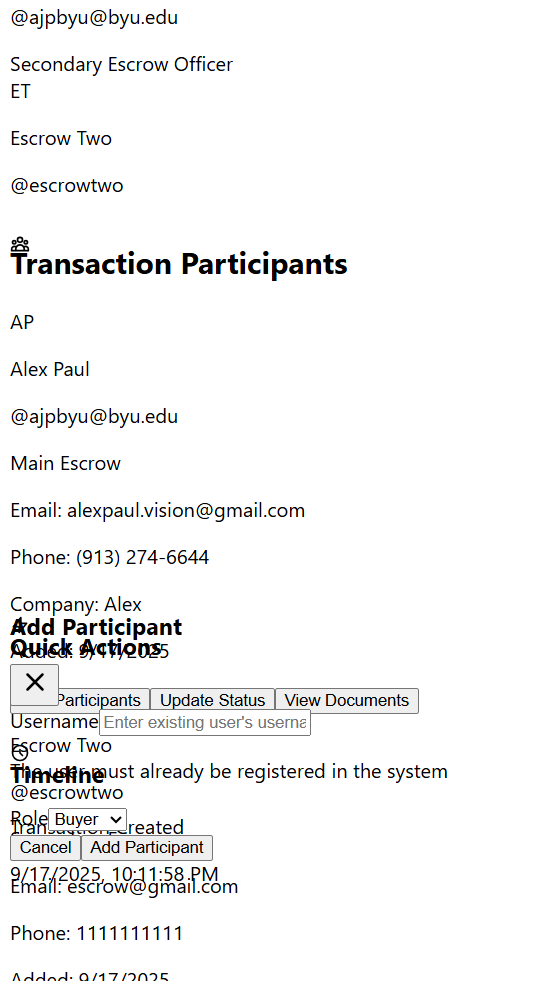 @ajpbyu@byu.edu
Secondary Escrow Officer
ET
Escrow Two
@escrowtwo
Transaction Participants
AP
Alex Paul
@ajpbyu@byu.edu
Main Escrow
Email: alexpaul.vision@gmail.com
Phone: (913) 274-6644
Company: Alex
Add Participant
Quick Actions
Added: 9/17/2025
Participants Update Status View Documents
Username Enter existing user's userna
Escrow Two
The user must already be registered in the system
Timeline
@escrowtwo
Role Buyer
Transaction created
Cancel Add Participant
9/17/2025, 10:11:58 PM
Email: escrow@gmail.com
Phone: 1111111111
Added: 9/17/2025